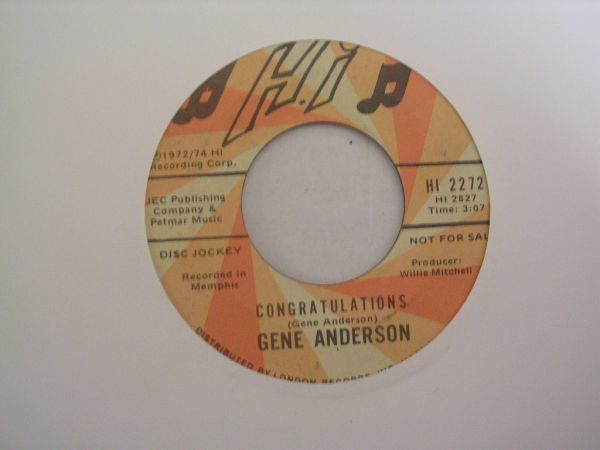 Hi
℗1972/74 Hi
Recording Corp.
JEC Publishing
Company &
Petmar Music
HI 2272
HI 2827
Time: 3:07
DISC JOCKEY
NOT FOR SAL
Recorded in
Memphis
Producer:
Willie Mitchell
CONGRATULATIONS
(Gene Anderson)
GENE ANDERSON
DISTRIBUTED BY LONDON RECORDS, INC.